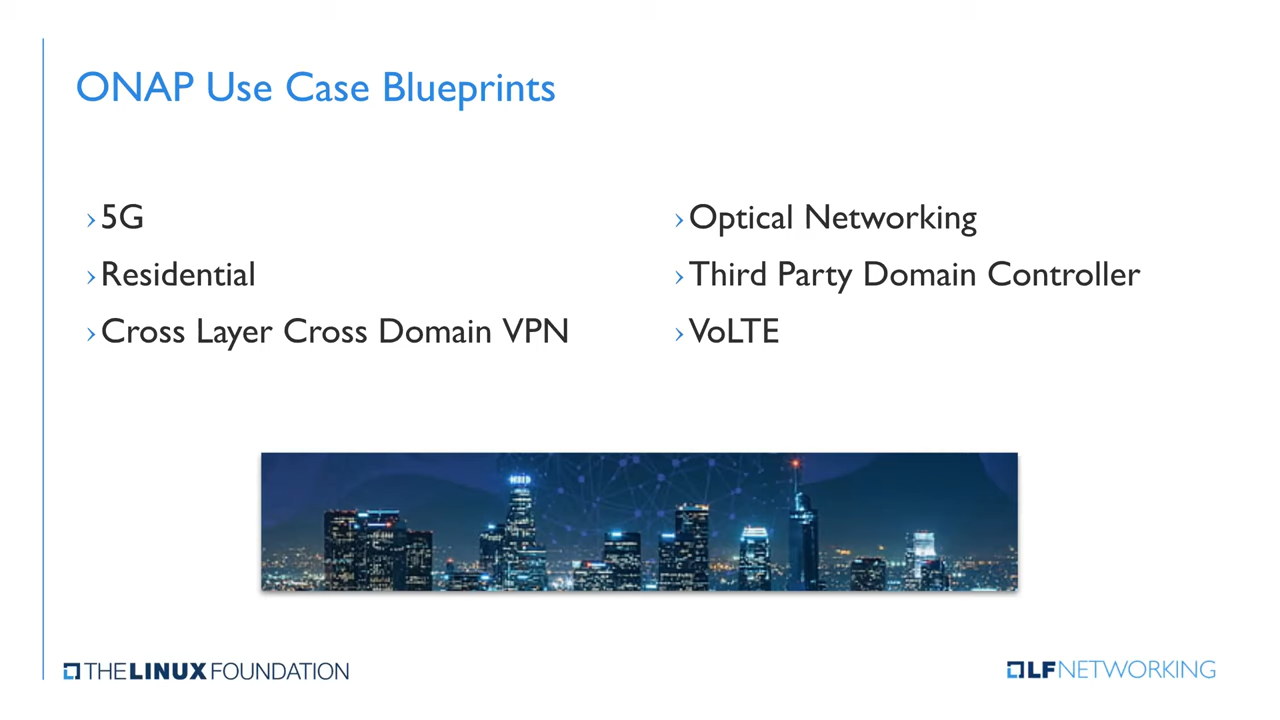 ONAP Use Case Blueprints
› 5G
› Residential
› Cross Layer Cross Domain VPN
› Optical Networking
› Third Party Domain Controller
› VoLTE
THE LINUX FOUNDATION
LF NETWORKING